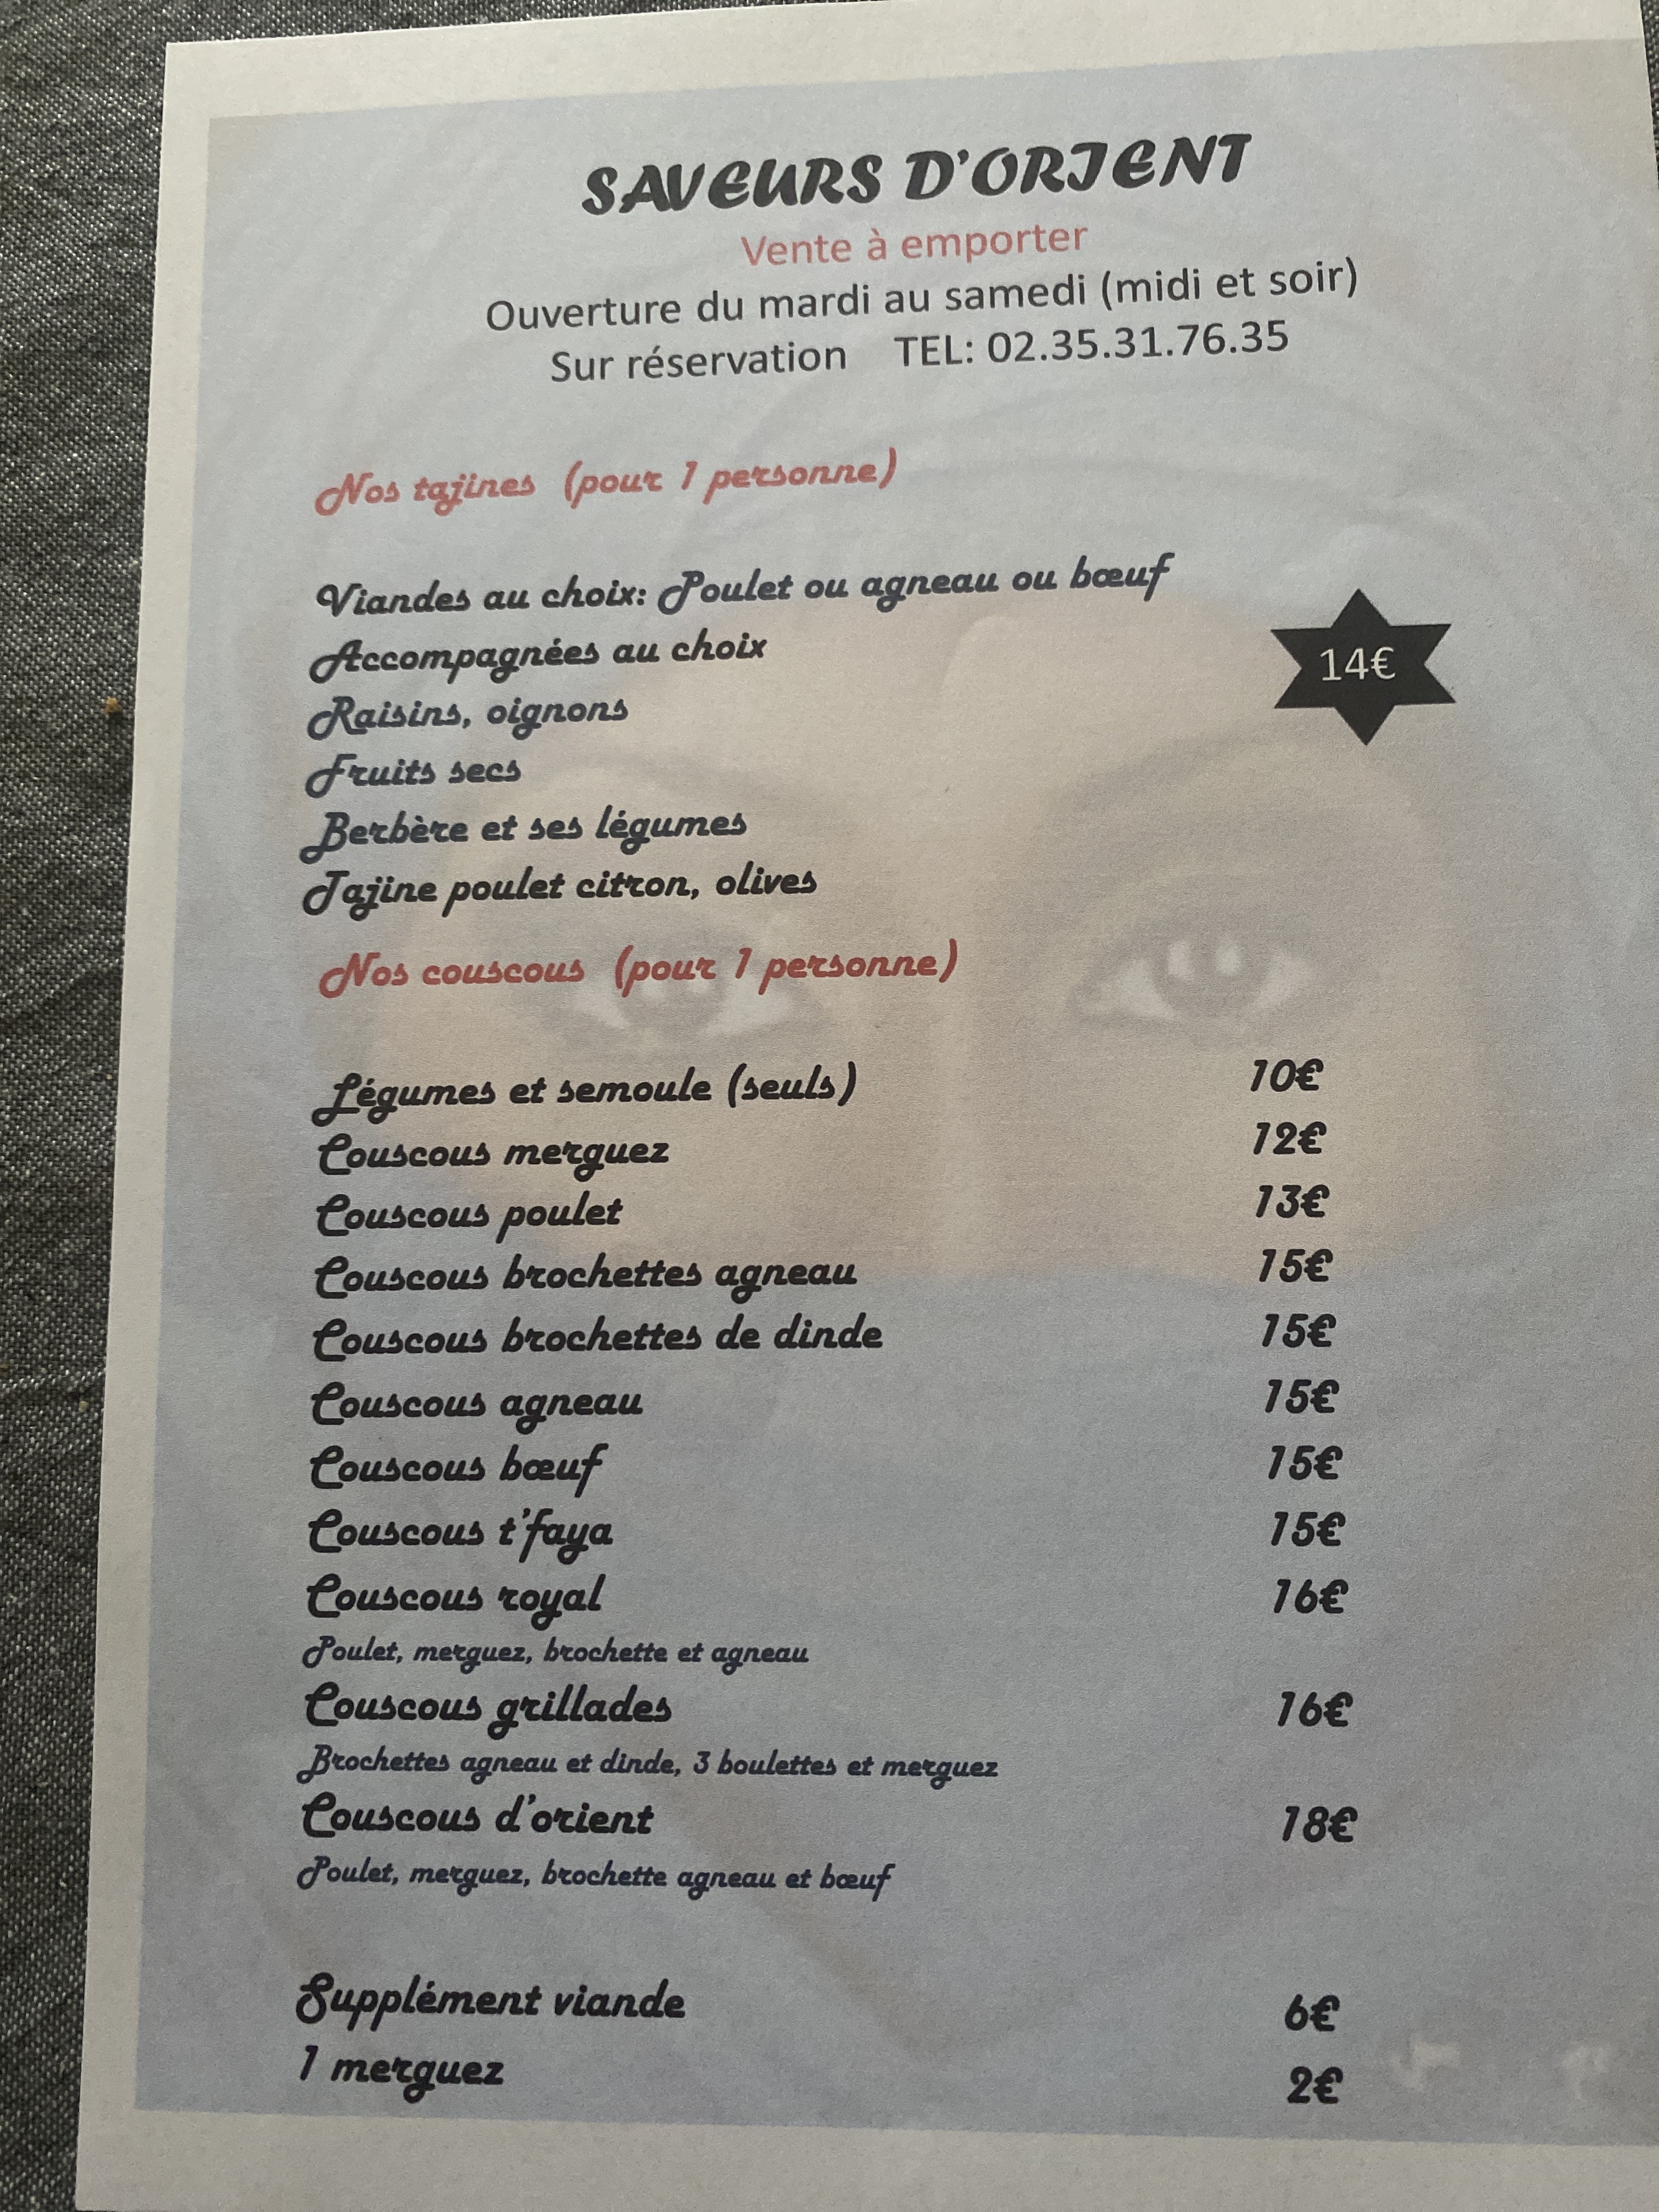 SAVEURS D'ORIENT
Vente à emporter
Ouverture du mardi au samedi (midi et soir)
Sur réservation TEL: 02.35.31.76.35
Nos tajines (pour 1 personne)
Viandes au choix: Poulet ou agneau ou bœuf
Accompagnées au choix
14€
Raisins, oignons
Fruits secs
Berbère et ses légumes
Tajine poulet citron, olives
Nos couscous (pour 1 personne)
Légumes et semoule (seuls) 10€
Couscous merguez 12€
Couscous poulet 13€
Couscous brochettes agneau 15€
Couscous brochettes de dinde 15€
Couscous agneau 15€
Couscous bœuf 15€
Couscous t'faya 15€
Couscous royal 16€
Poulet, merguez, brochette et agneau
Couscous grillades 16€
Brochettes agneau et dinde, 3 boulettes et merguez
Couscous d'orient 18€
Poulet, merguez, brochette agneau et bœuf
Supplément viande 6€
1 merguez 2€